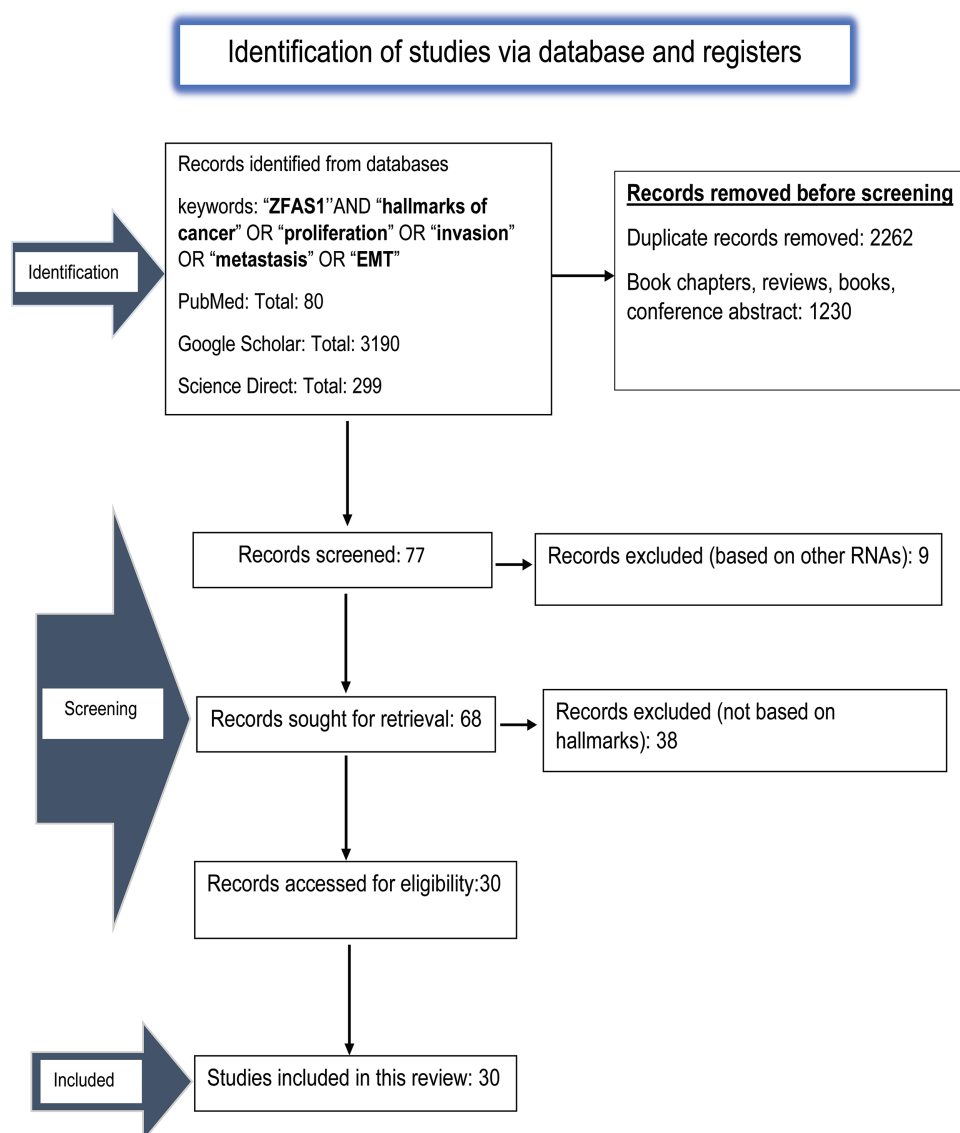 Identification of studies via database and registers
Records identified from databases
keywords: “ZFAS1’’AND “hallmarks of
cancer” OR “proliferation” OR “invasion”
OR “metastasis” OR “EMT”
PubMed: Total: 80
Google Scholar: Total: 3190
Science Direct: Total: 299
Records removed before screening
Duplicate records removed: 2262
Book chapters, reviews, books,
conference abstract: 1230
Identification
Records screened: 77
Records excluded (based on other RNAs): 9
Screening
Records sought for retrieval: 68
Records excluded (not based on
hallmarks): 38
Records accessed for eligibility:30
Included
Studies included in this review: 30